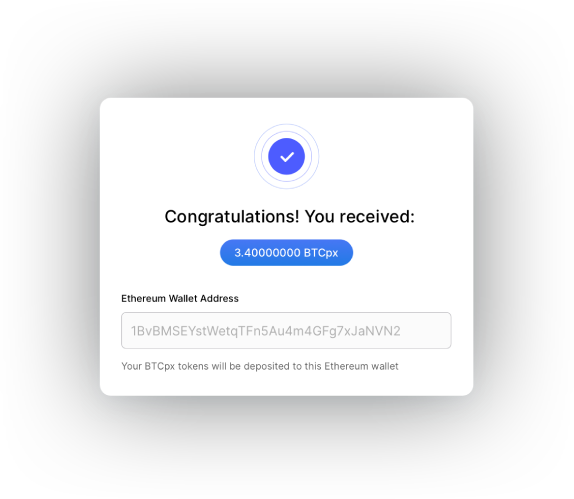 Congratulations! You received:
3.40000000 BTCpx
Ethereum Wallet Address
1BvBMSEYstWetqTFn5Au4m4GFg7xJaNVN2
Your BTCpx tokens will be deposited to this Ethereum wallet